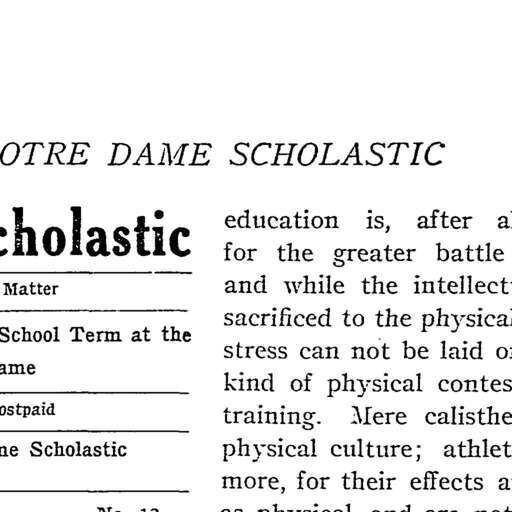 OTRE DAME SCHOLASTIC
cholastic
Matter
School Term at the
ame
ostpaid
ne Scholastic
No. 13
education is, after a
for the greater battle
and while the intellect
sacrificed to the physical
stress can not be laid o
kind of physical contes
training. Mere calisthe
physical culture; athlet
more, for their effects a
as physical and are not